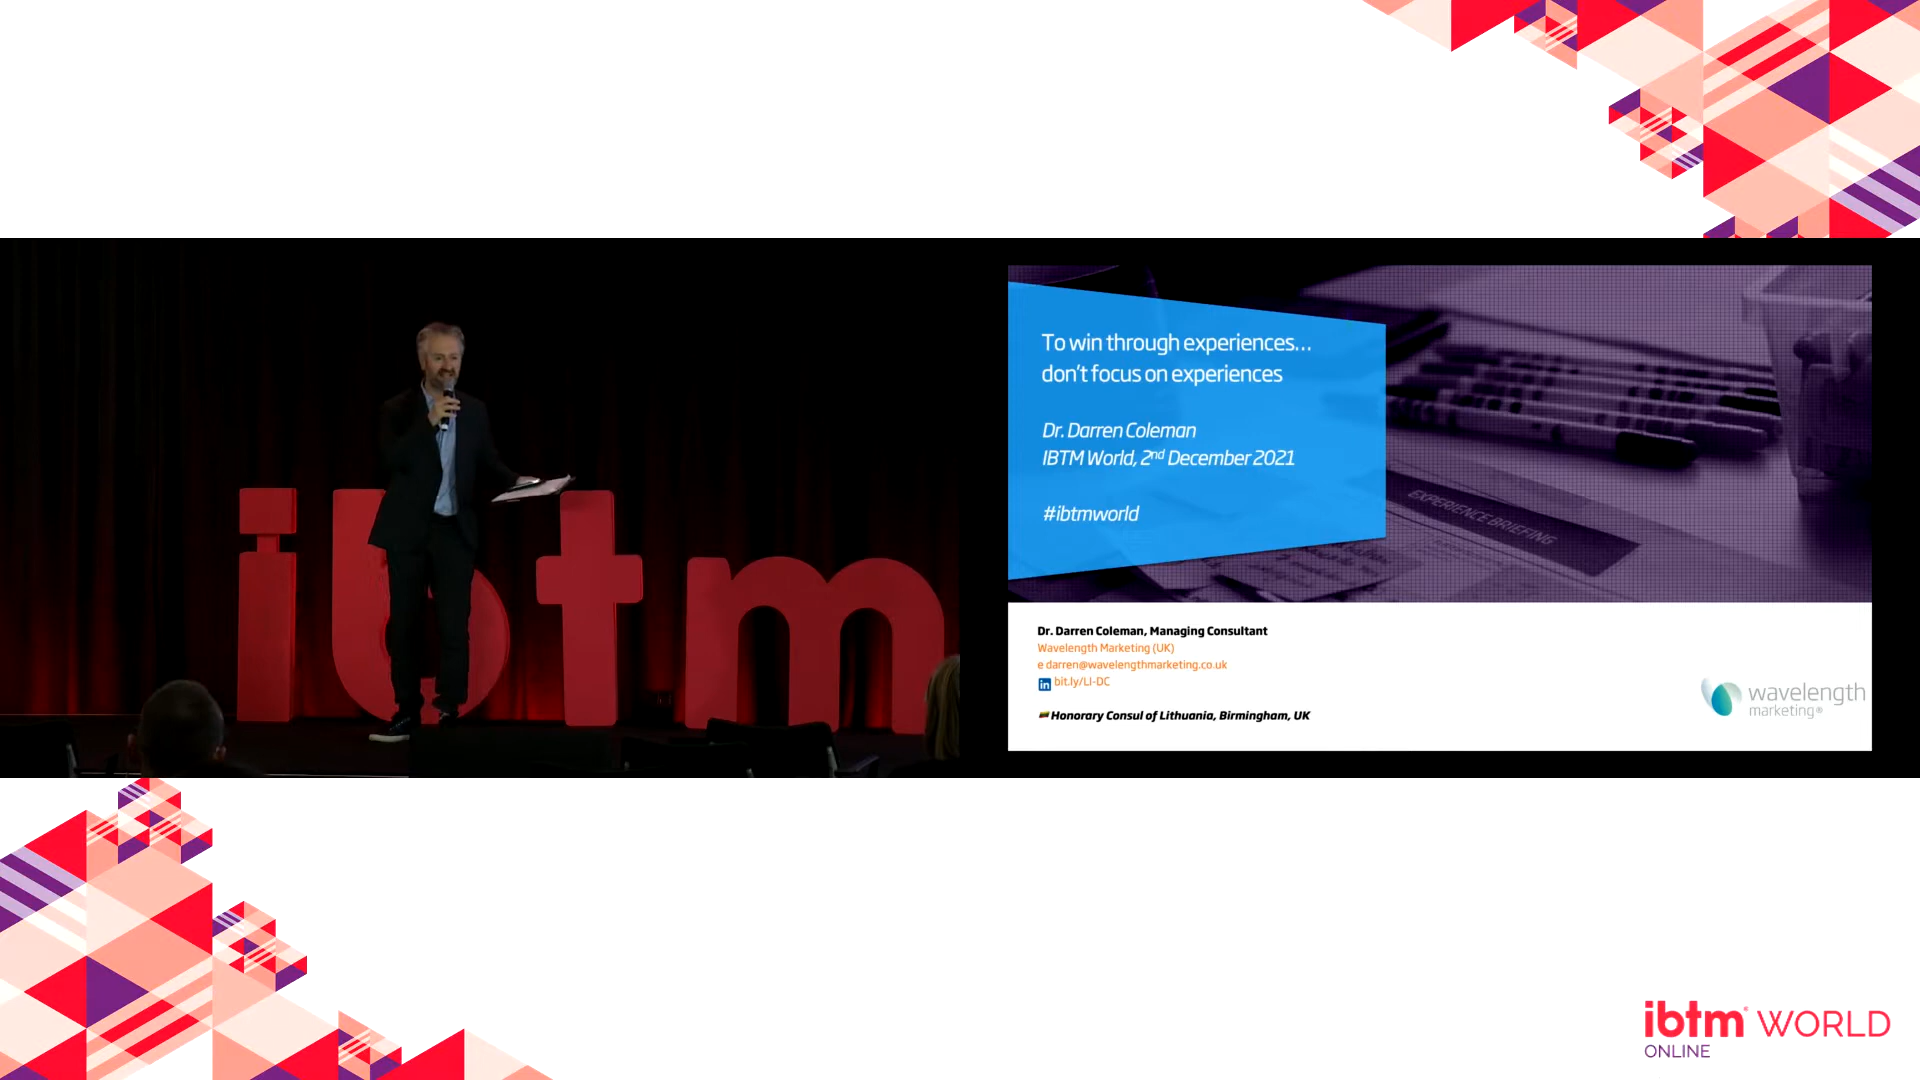 ibtm
To win through experiences...
don't focus on experiences
Dr. Darren Coleman
IBTM World, 2nd December 2021
#ibtmworld
EXPERIENCE BRIEFING
Dr. Darren Coleman, Managing Consultant
Wavelength Marketing (UK)
e darren@wavelengthmarketing.co.uk
in bit.ly/LI-DC
Honorary Consul of Lithuania, Birmingham, UK
wavelength
marketing®
ibtm® WORLD
ONLINE